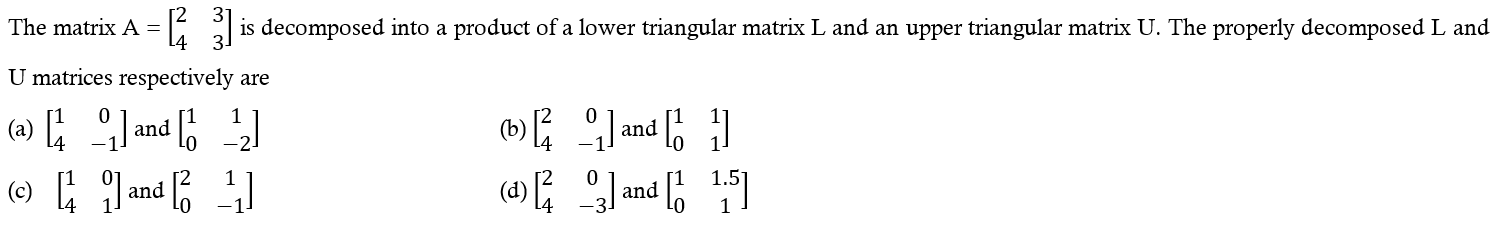 The matrix A = [2 3
4 3] is decomposed into a product of a lower triangular matrix L and an upper triangular matrix U. The properly decomposed L and
U matrices respectively are
(a) [1 0
4 −1] and [1 1
0 −2]
(b) [2 0
4 −1] and [1 1
0 1]
(c) [1 0
4 1] and [2 1
0 −1]
(d) [2 0
4 −3] and [1 1.5
0 1]